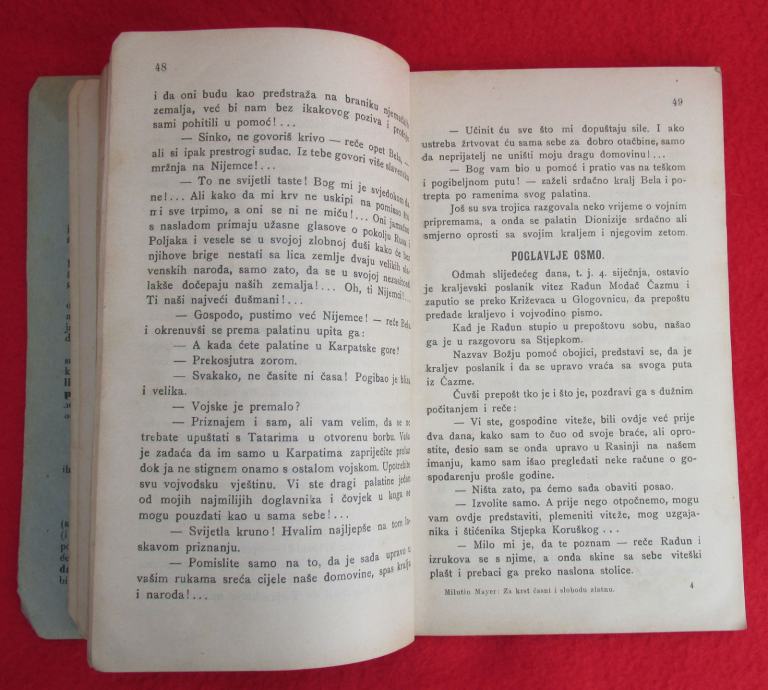 48
i da oni budu kao predstraža na braniku njemačkih
zemalja, već bi nam bez ikakovog poziva i
sami pohitili u pomoć!...
— Sinko, ne govoriš krivo — reče opet Bela, —
ali si ipak prestrogi sudac. Iz tebe govori više slavenska
mržnja na Nijemce!...
— To ne svijetli taste! Bog mi je svjedokom da
ne!... Ali kako da mi krv ne uskipi na pomisao
mi sve trpimo, a oni se ni ne miču!... Oni
s nasladom primaju užasne glasove o pokolju Rusa i
Poljaka i vesele se u svojoj zlobnoj duši kako će bez
njihove brige nestati sa lica zemlje dvaju velikih sla-
venskih naroda, samo zato, da se u svojoj nezasitnosti
lakše dočepaju naših zemalja!... Oh, ti Nijemci!...
Ti naši najveći dušmani!...
— Gospodo, pustimo već Nijemce! — reče Bela
i okrenuvši se prema palatinu upita ga:
— A kada ćete palatine u Karpatske gore?
— Prekosjutra zorom.
— Svakako, ne časite ni časa! Pogibao je blizu
i velika.
— Vojske je premalo?
— Priznajem i sam, ali vam velim, da se ne
trebate upuštati s Tatarima u otvorenu borbu. Vaša
je zadaća da im samo u Karpatima zapriječite prolaz
dok ja ne stignem onamo s ostalom vojskom. Upotrebite
svu vojvodsku vještinu. Vi ste dragi palatine jedan
od mojih najmilijih doglavnika i čovjek u koga se
mogu pouzdati kao u sama sebe!...
— Svijetla kruno! Hvalim najljepše na tom la-
skavom priznanju.
— Pomislite samo na to, da je sada upravo u
vašim rukama sreća cijele naše domovine, spas kralja
i naroda!...
49
— Učinit ću sve što mi dopuštaju sile. I ako
ustreba žrtvovat ću sama sebe za dobro otačbine, samo
da neprijatelj ne uništi moju dragu domovinu!...
— Bog vam bio u pomoć i pratio vas na teškom
i pogibeljnom putu! — zaželi srdačno kralj Bela i po-
trepta po ramenima svog palatina.
Još su sva trojica razgovala neko vrijeme o vojnim
pripremama, a onda se palatin Dionizije srdačno ali
smjerno oprosti sa svojim kraljem i njegovim zetom.
POGLAVLJE OSMO.
Odmah slijedećeg dana, t. j. 4. siječnja, ostavio
je kraljevski poslanik vitez Radun Modač Čazmu i
zaputio se preko Križevaca u Glogovnicu, da prepoštu
predade kraljevo i vojvodino pismo.
Kad je Radun stupio u prepoštovu sobu, našao
ga je u razgovoru sa Stjepkom.
Nazvav Božju pomoć obojici, predstavi se, da je
kraljev poslanik i da se upravo vraća sa svoga puta
iz Čazme.
Čuvši prepošt tko je i što je, pozdravi ga s dužnim
počitanjem i reče:
— Vi ste, gospodine viteže, bili ovdje već prije
dva dana, kako sam to čuo od svoje braće, ali opro-
stite, desio sam se onda upravo u Rasinji na našem
imanju, kamo sam išao pregledati neke račune o go-
spodarenju prošle godine.
— Ništa zato, pa ćemo sada obaviti posao.
— Izvolite samo. A prije nego otpočnemo, mogu
vam ovdje predstaviti, plemeniti viteže, mog uzgaja-
nika i štićenika Stjepka Koruškog...
— Milo mi je, da te poznam — reče Radun i
izrukova se s njime, a onda skine sa sebe viteški
plašt i prebaci ga preko naslona stolice.
Milutin Mayer: Za krst časni i slobodu zlatnu. 4